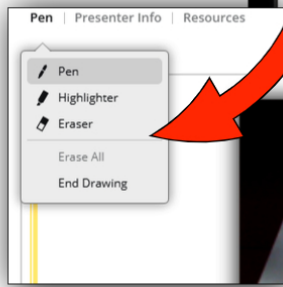 Pen | Presenter Info | Resources
Pen
Highlighter
Eraser
Erase All
End Drawing